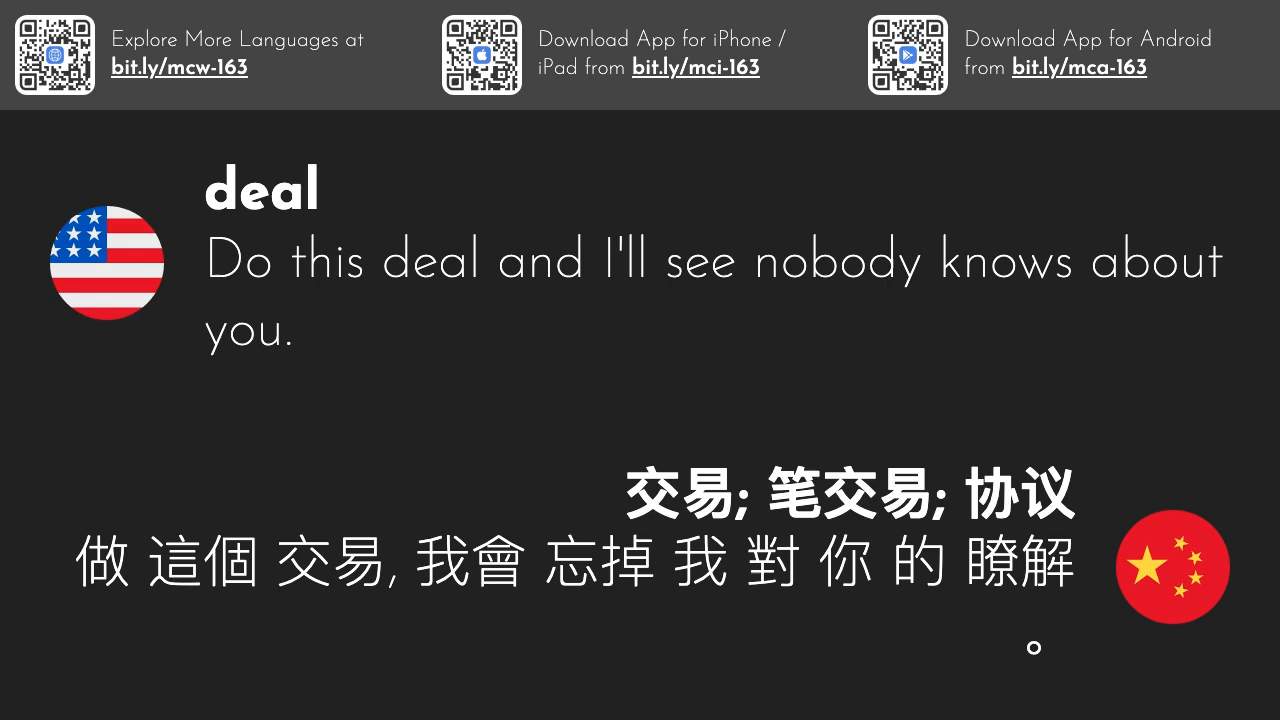 Explore More Languages at
bit.ly/mcw-163
Download App for iPhone /
iPad from bit.ly/mci-163
Download App for Android
from bit.ly/mca-163
deal
Do this deal and I'll see nobody knows about
you.
交易; 笔交易; 协议
做 這個 交易, 我會 忘掉 我 對 你 的 瞭解
。